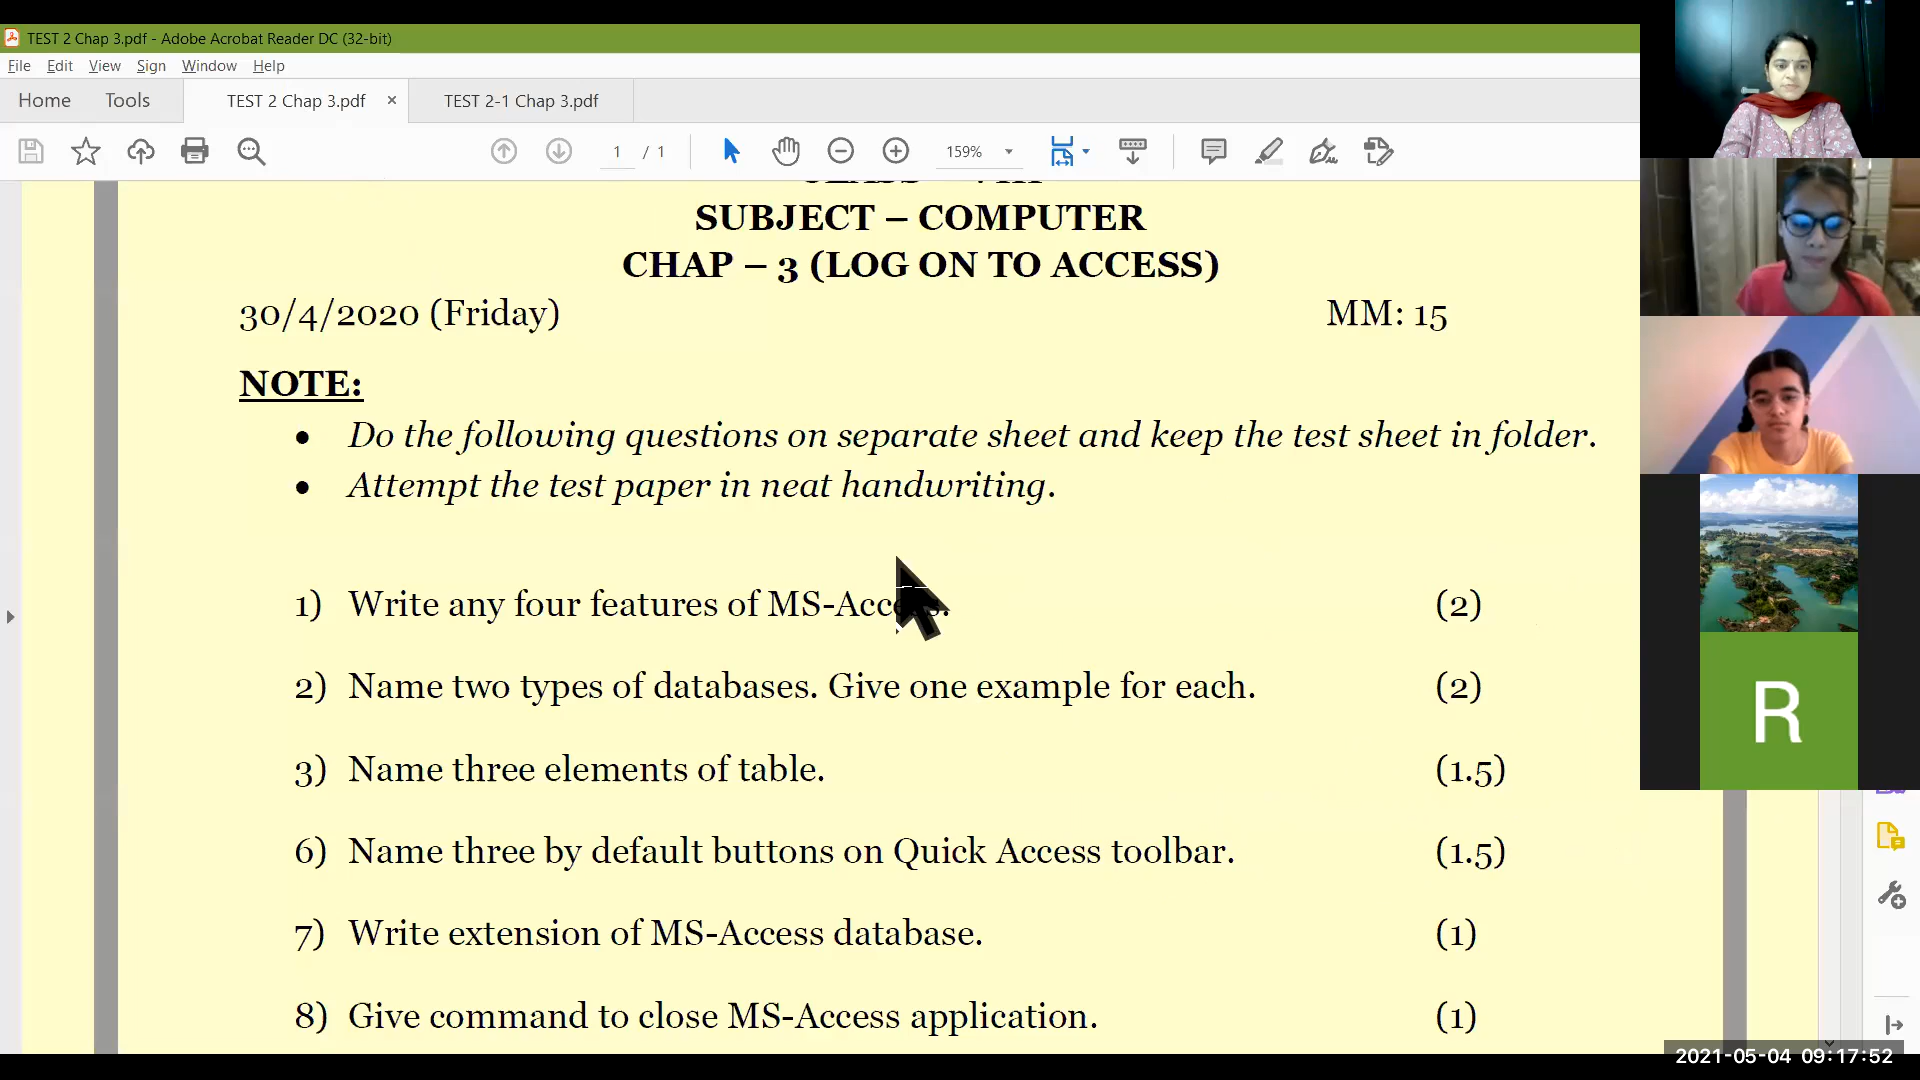 TEST 2 Chap 3.pdf - Adobe Acrobat Reader DC (32-bit)
File Edit View Sign Window Help
Home Tools TEST 2 Chap 3.pdf × TEST 2-1 Chap 3.pdf
1 / 1 159%
SUBJECT – COMPUTER
CHAP – 3 (LOG ON TO ACCESS)
30/4/2020 (Friday) MM: 15
NOTE:
• Do the following questions on separate sheet and keep the test sheet in folder.
• Attempt the test paper in neat handwriting.
1) Write any four features of MS-Access. (2)
2) Name two types of databases. Give one example for each. (2)
3) Name three elements of table. (1.5)
6) Name three by default buttons on Quick Access toolbar. (1.5)
7) Write extension of MS-Access database. (1)
8) Give command to close MS-Access application. (1)
R
2021-05-04 09:17:52